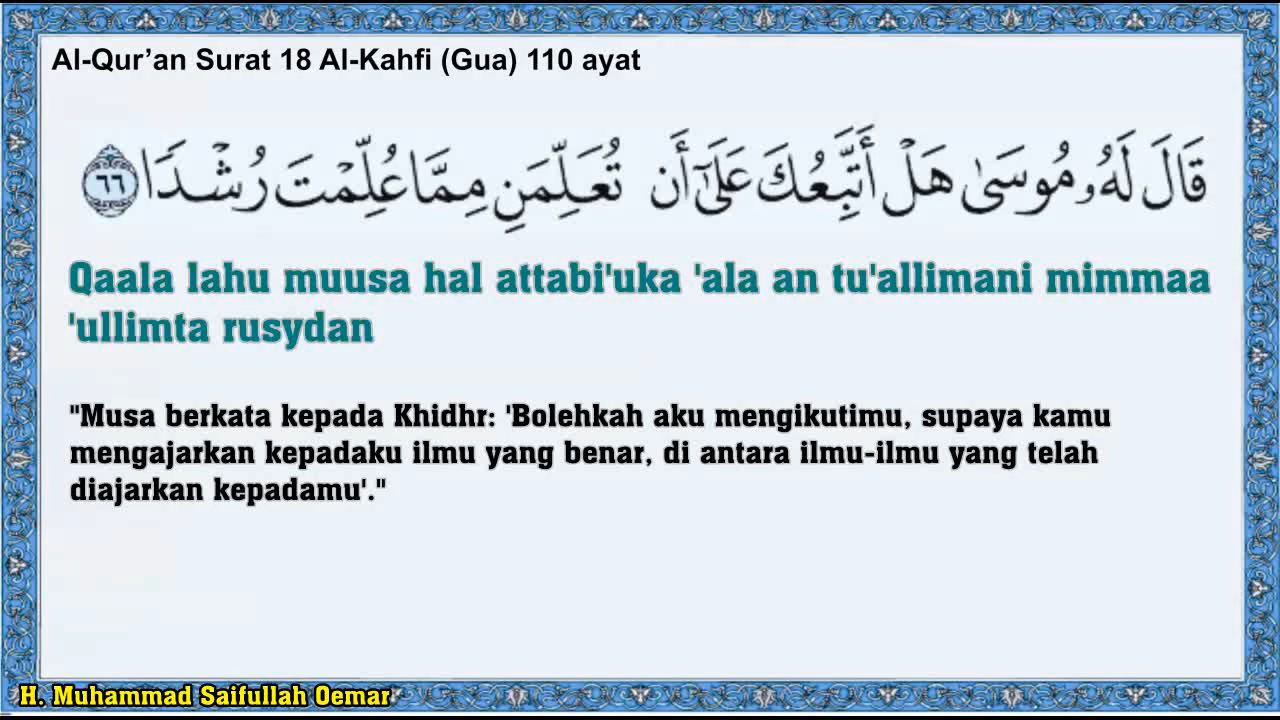 Al-Qur’an Surat 18 Al-Kahfi (Gua) 110 ayat
قَالَ لَهُۥ مُوسَىٰ هَلْ أَتَّبِعُكَ عَلَىٰٓ أَن تُعَلِّمَنِ مِمَّا عُلِّمْتَ رُشْدًا ٦٦
Qaala lahu muusa hal attabi'uka 'ala an tu'allimani mimmaa
'ullimta rusydan
"Musa berkata kepada Khidhr: 'Bolehkah aku mengikutimu, supaya kamu
mengajarkan kepadaku ilmu yang benar, di antara ilmu-ilmu yang telah
diajarkan kepadamu'."
H. Muhammad Saifullah Oemar